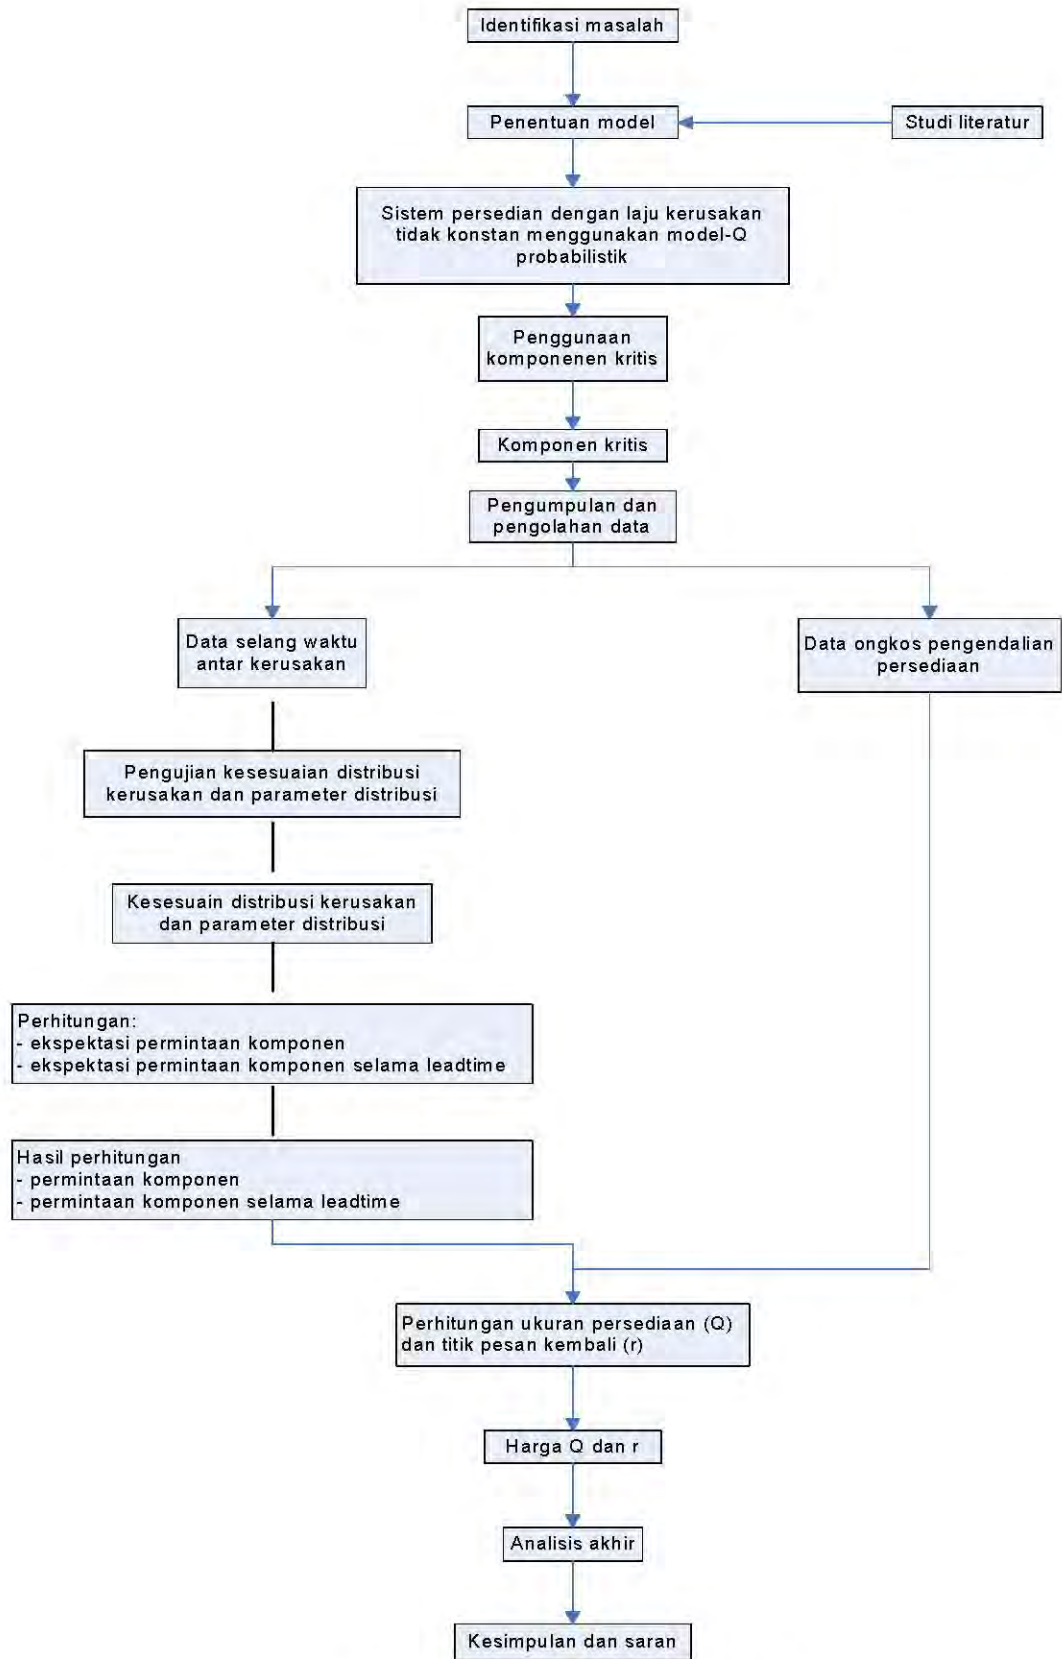 Identifikasi masalah
Penentuan model
Studi literatur
Sistem persedian dengan laju kerusakan
tidak konstan menggunakan model-Q
probabilistik
Penggunaan
komponenen kritis
Komponen kritis
Pengumpulan dan
pengolahan data
Data selang waktu
antar kerusakan
Data ongkos pengendalian
persediaan
Pengujian kesesuaian distribusi
kerusakan dan parameter distribusi
Kesesuain distribusi kerusakan
dan parameter distribusi
Perhitungan:
- ekspektasi permintaan komponen
- ekspektasi permintaan komponen selama leadtime
Hasil perhitungan
- permintaan komponen
- permintaan komponen selama leadtime
Perhitungan ukuran persediaan (Q)
dan titik pesan kembali (r)
Harga Q dan r
Analisis akhir
Kesimpulan dan saran